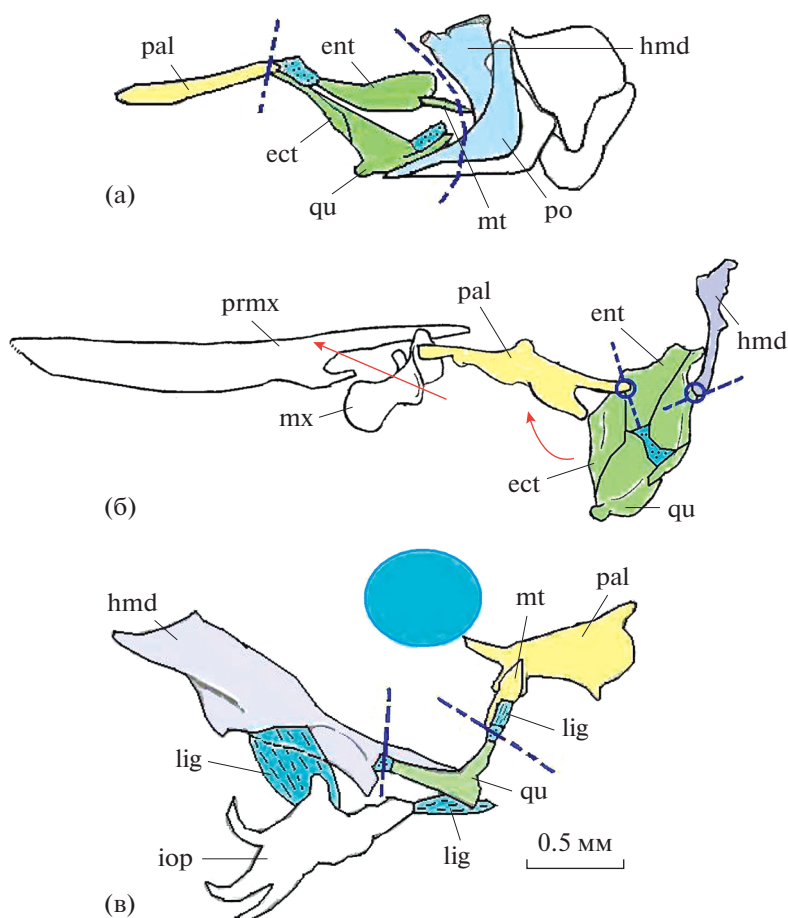 pal
ent
hmd
ect
qu
mt
po
(а)
prmx
pal
ent
hmd
mx
ect
qu
(б)
hmd
mt
pal
lig
lig
qu
iop
lig
0.5 мм
(в)